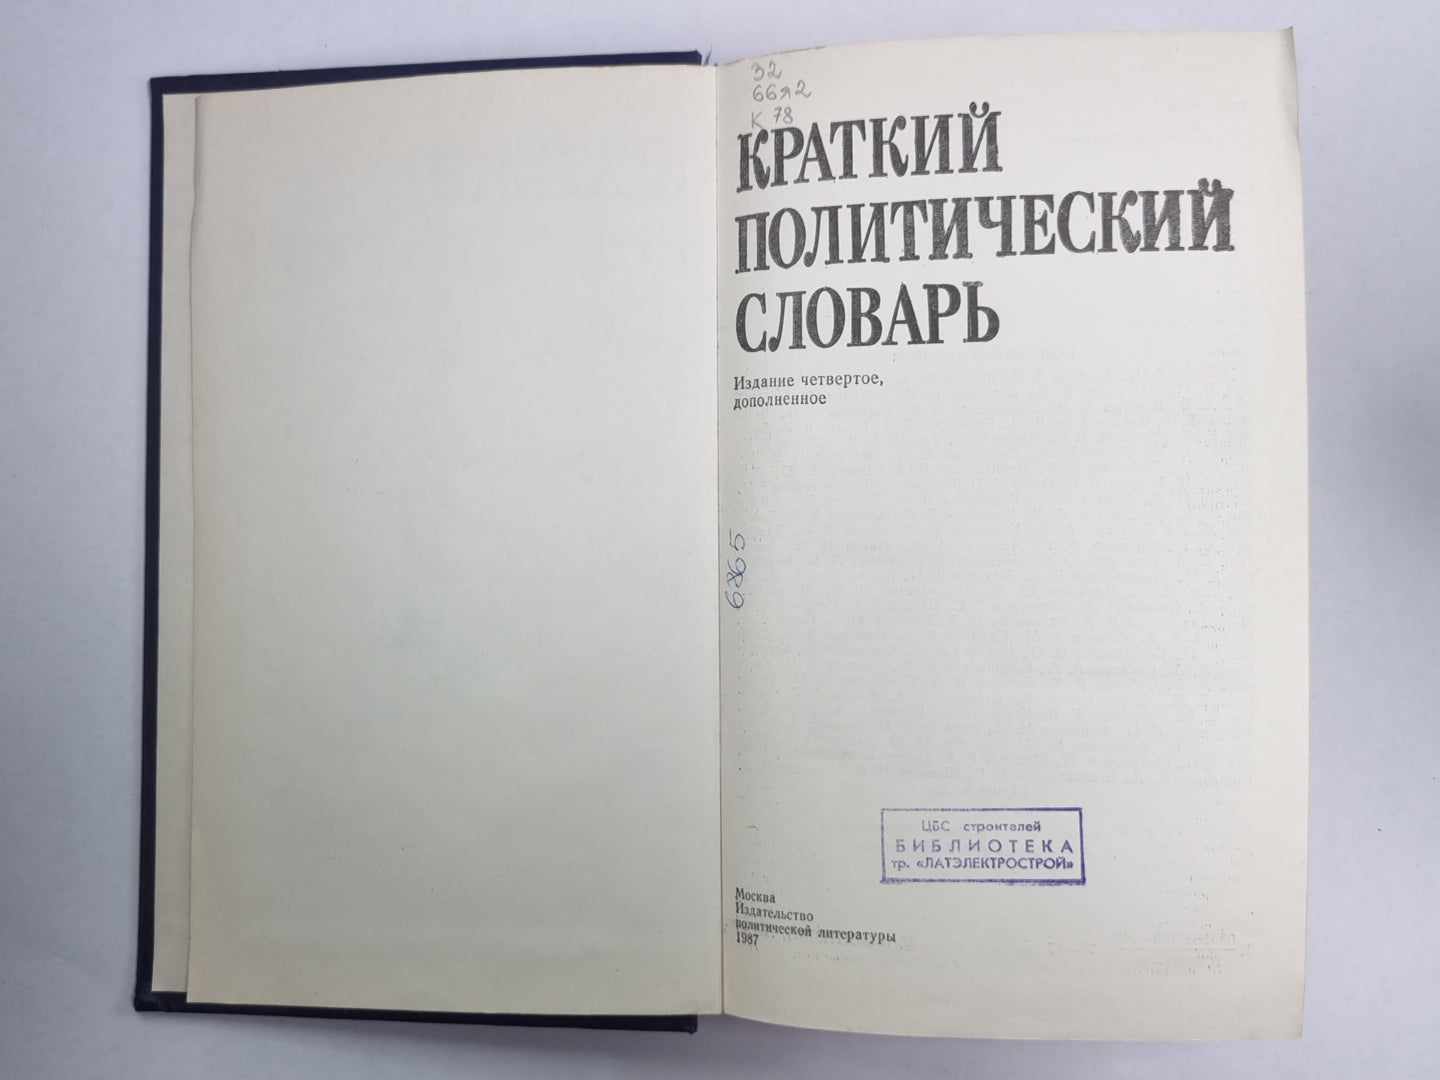 32
66я2
К 78
КРАТКИЙ
ПОЛИТИЧЕСКИЙ
СЛОВАРЬ
Издание четвертое,
дополненное
6865
ЦБС строителей
БИБЛИОТЕКА
тр. «ЛАТЭЛЕКТРОСТРОЙ»
Москва
Издательство
политической литературы
1987